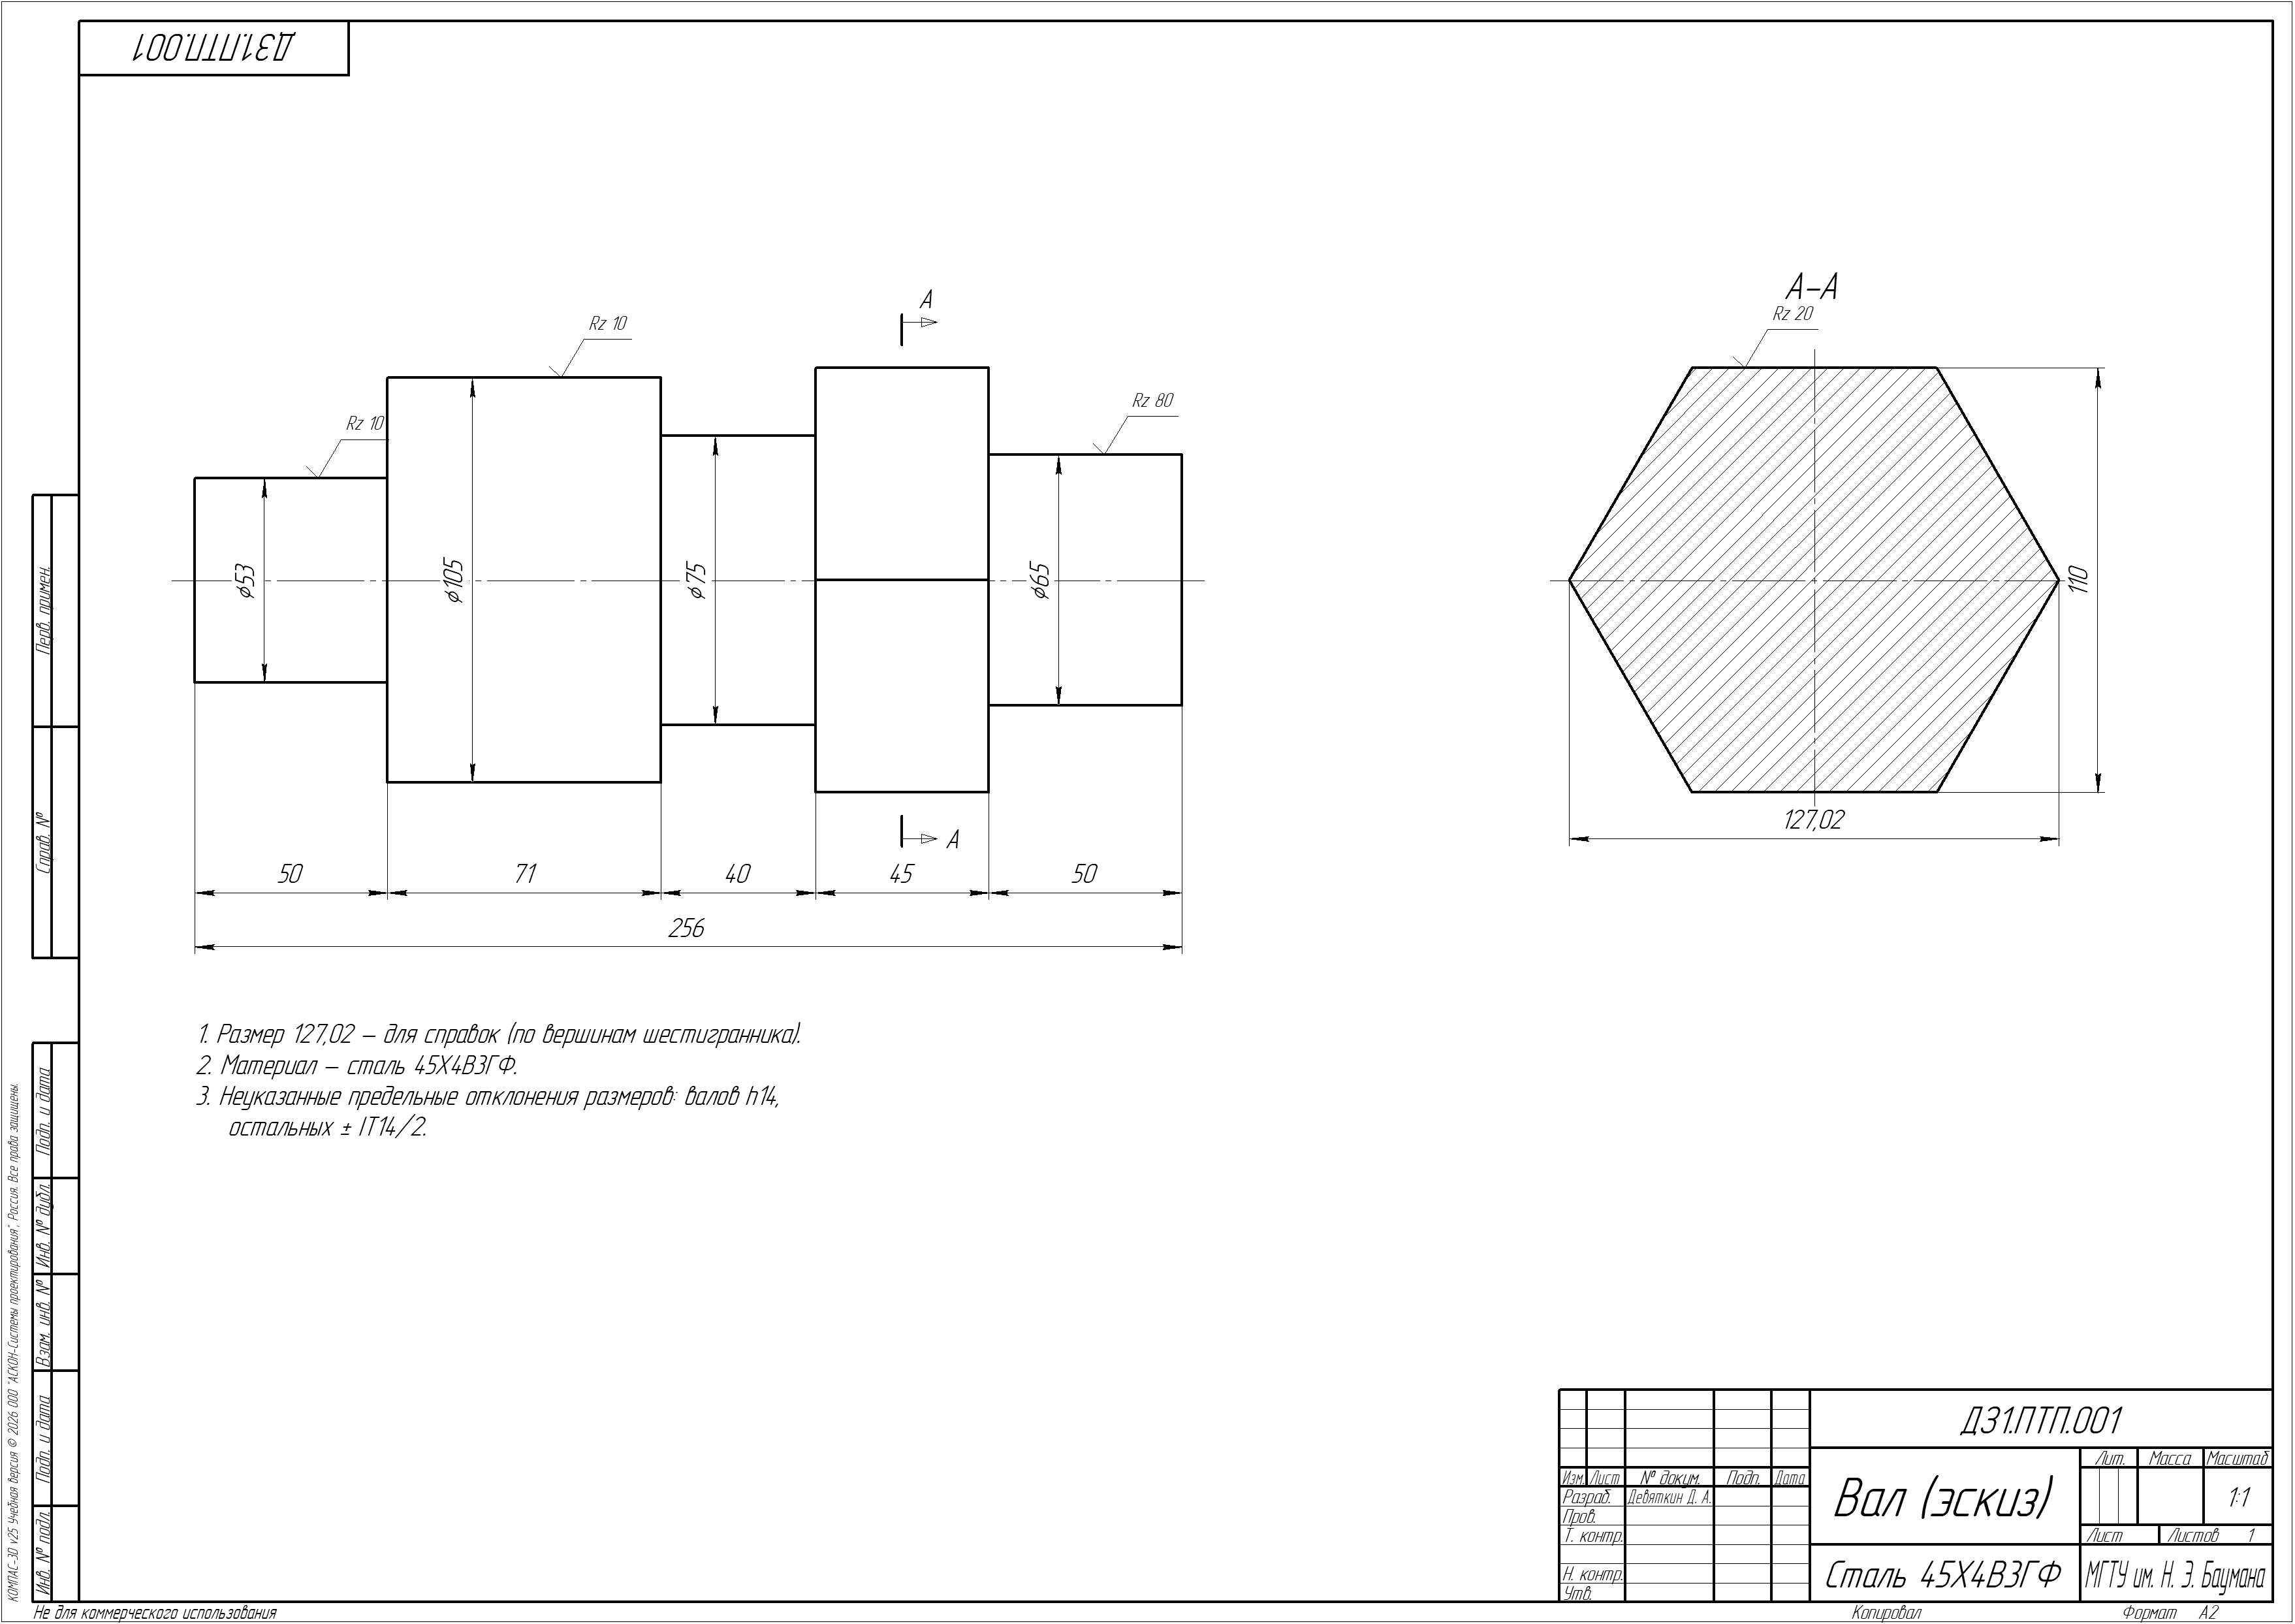 ДЗ1.ПТП.001
А
А-А
Rz 20
Rz 10
Rz 10
Rz 80
⌀53
⌀105
⌀75
⌀65
110
127,02
А
50
71
40
45
50
256
1. Размер 127,02 – для справок (по вершинам шестигранника).
2. Материал – сталь 45Х4В3ГФ.
3. Неуказанные предельные отклонения размеров: валов h14,
остальных ± IT14/2.
Перв. примен.
Справ. №
Подп. и дата
Инв. № дубл.
Взам. инв. №
Подп. и дата
Инв. № подл.
КОМПАС-3D v25 Учебная версия © 2026 ООО "АСКОН-Системы проектирования", Россия. Все права защищены.
ДЗ1.ПТП.001
Изм. Лист № докум. Подп. Дата
Разраб. Девяткин Д. А.
Пров.
Т. контр.
Н. контр.
Утв.
Вал (эскиз)
Лит. Масса Масштаб
1:1
Лист Листов 1
Сталь 45Х4В3ГФ
МГТУ им. Н. Э. Баумана
Не для коммерческого использования
Копировал
Формат А2